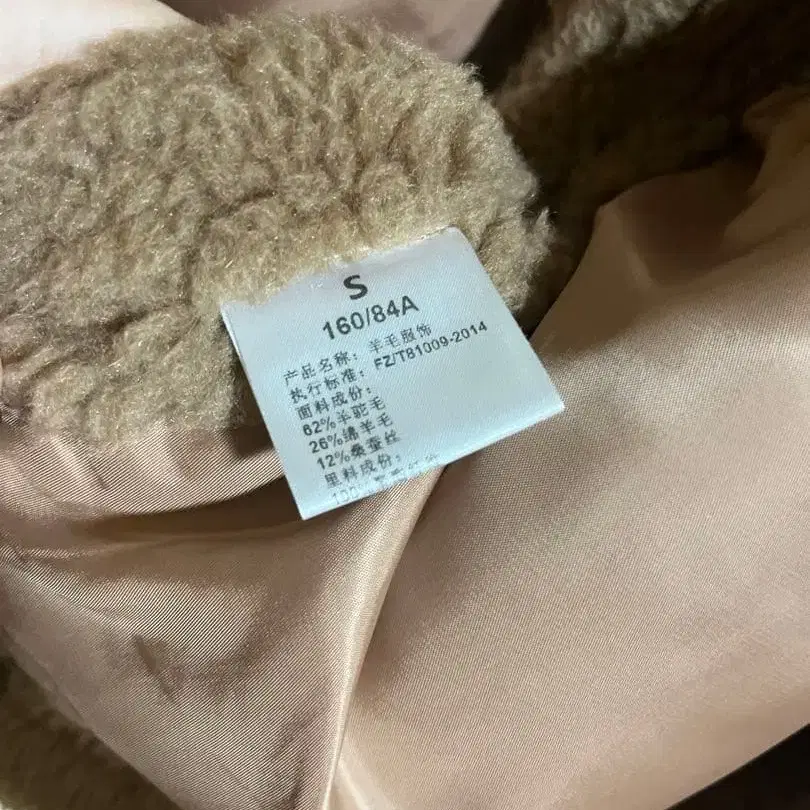 S
160/84A
产品名称: 羊毛服饰
执行标准: FZ/T81009-2014
面料成份:
62%羊驼毛
26%绵羊毛
12%桑蚕丝
里料成份:
100%